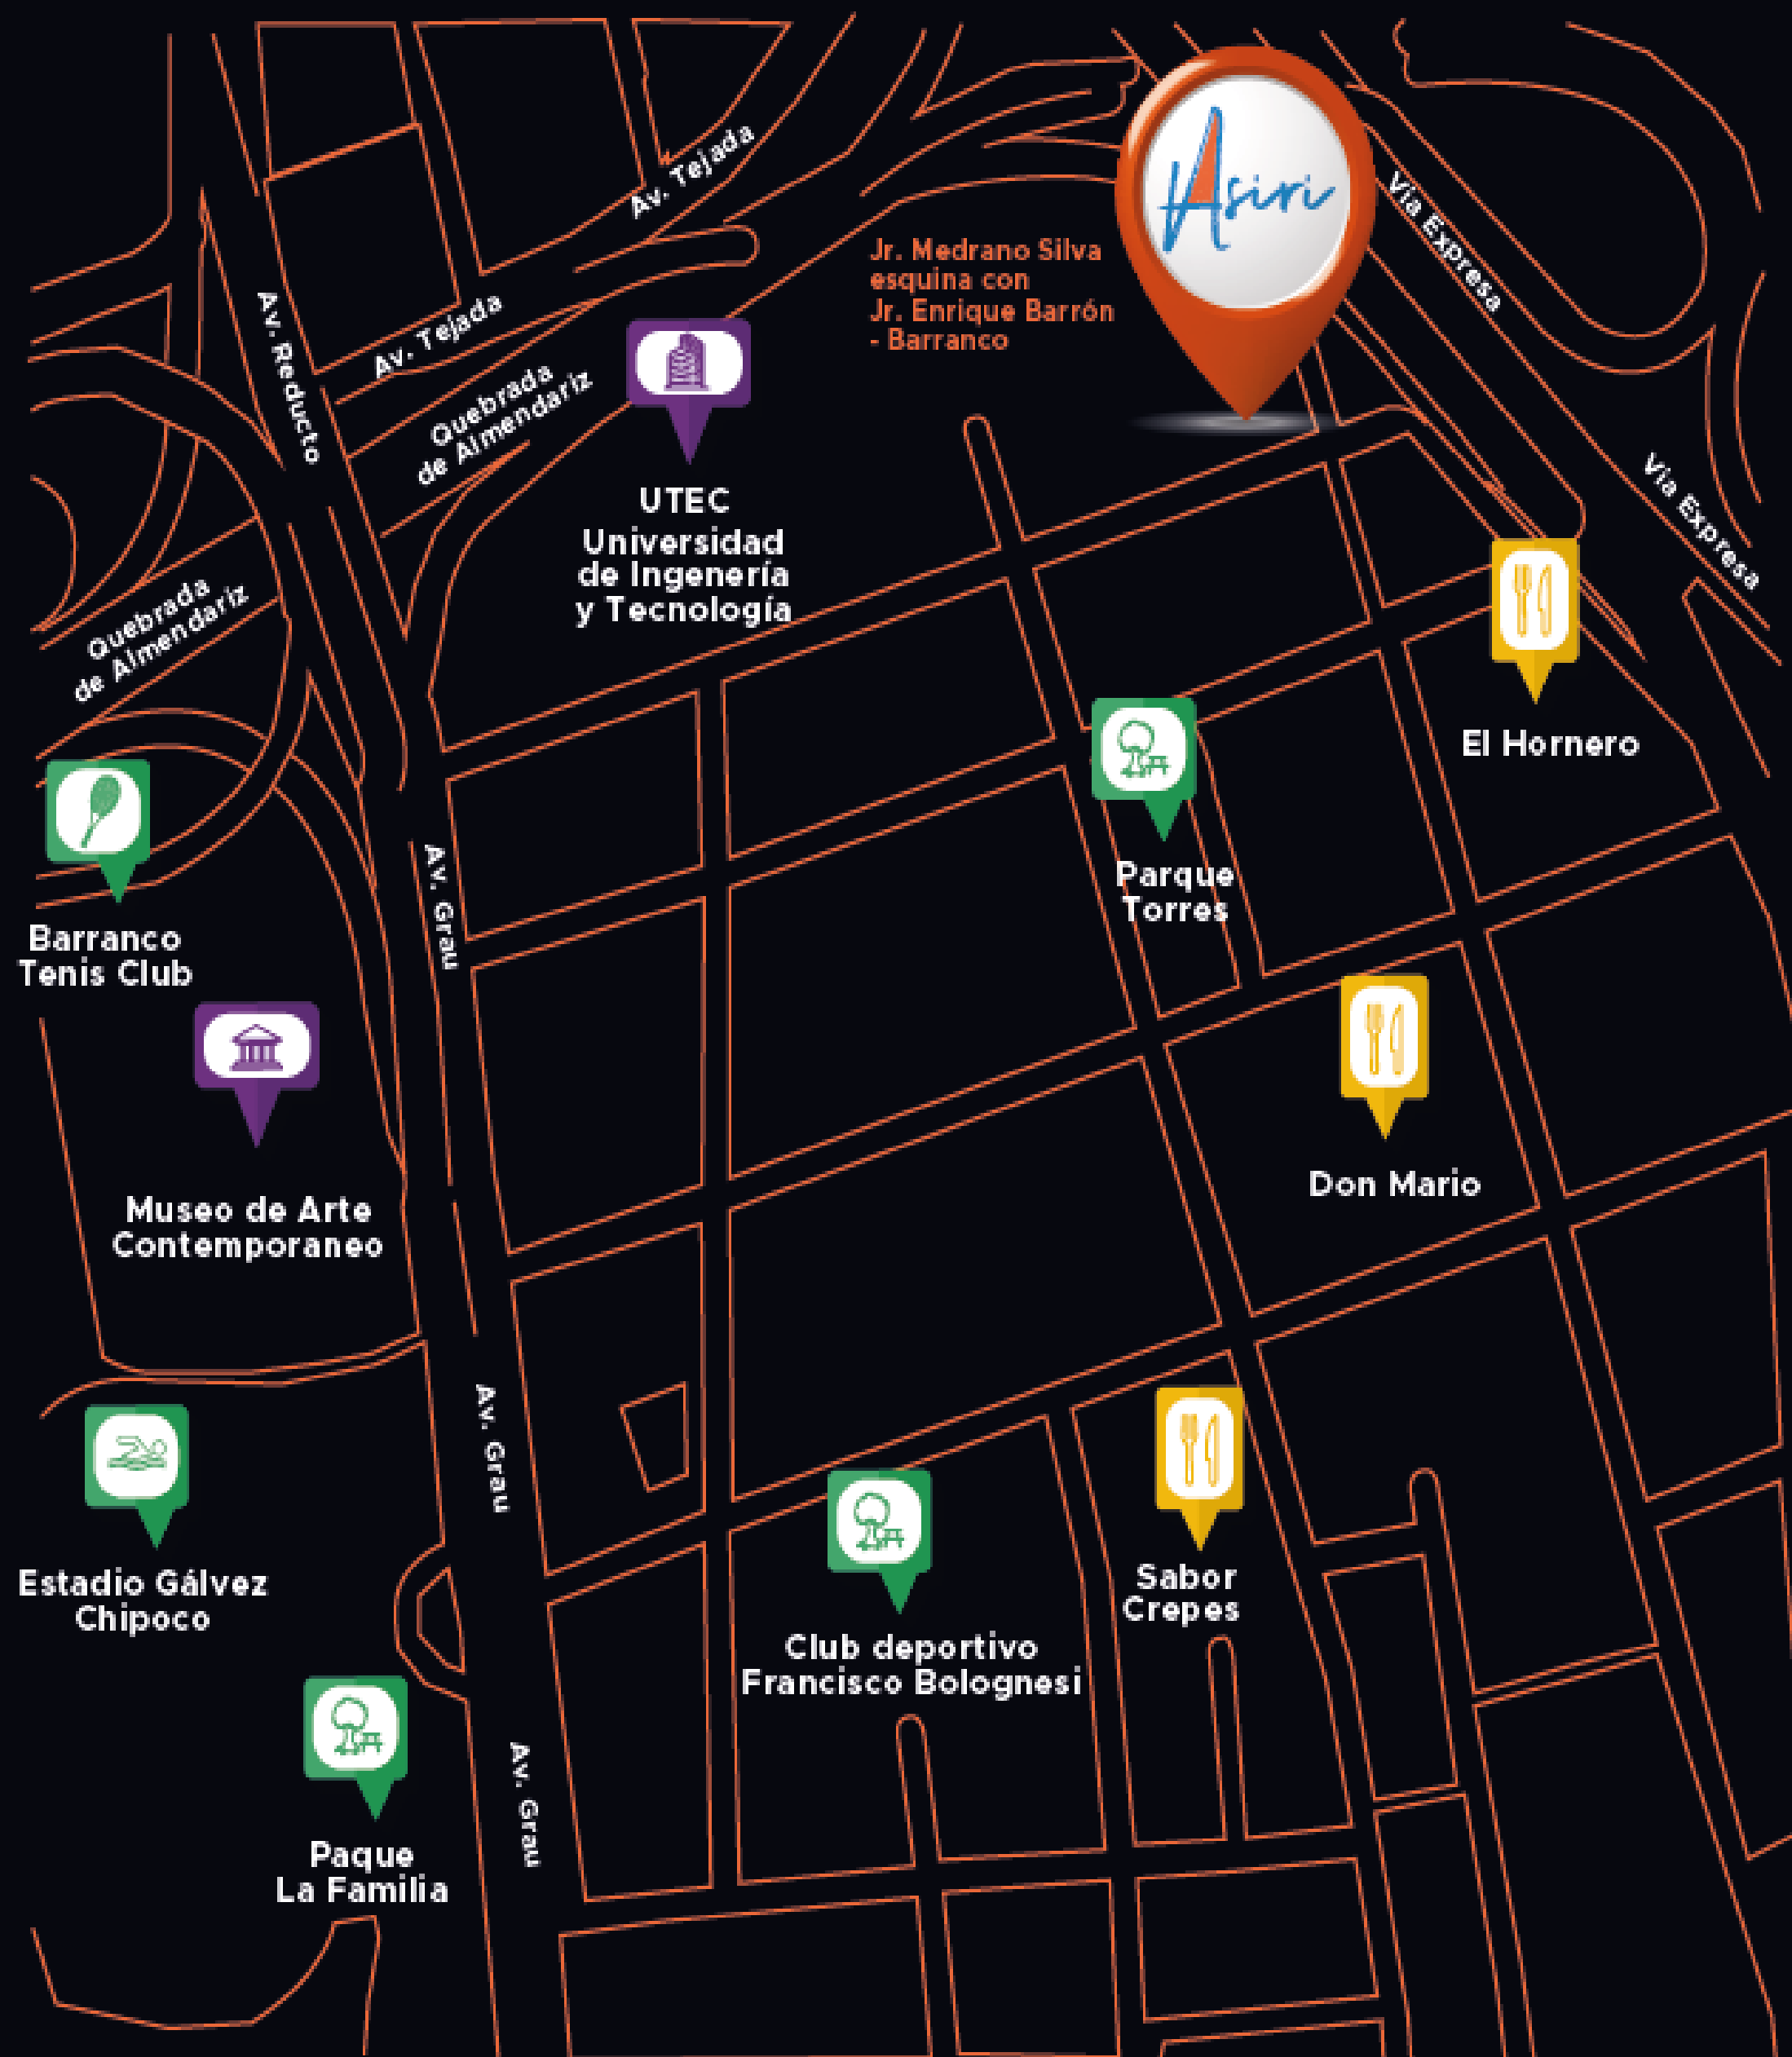 Av. Tejada
Asiri
Vía Expresa
Jr. Medrano Silva
esquina con
Jr. Enrique Barrón
- Barranco
Av. Reducto
Av. Tejada
Quebrada
de Almendariz
Vía Expresa
UTEC
Universidad
de Ingenería
y Tecnología
Quebrada
de Almendariz
El Hornero
Av. Grau
Parque
Torres
Barranco
Tenis Club
Don Mario
Museo de Arte
Contemporaneo
Av. Grau
Estadio Gálvez
Chipoco
Sabor
Crepes
Club deportivo
Francisco Bolognesi
Av. Grau
Paque
La Familia